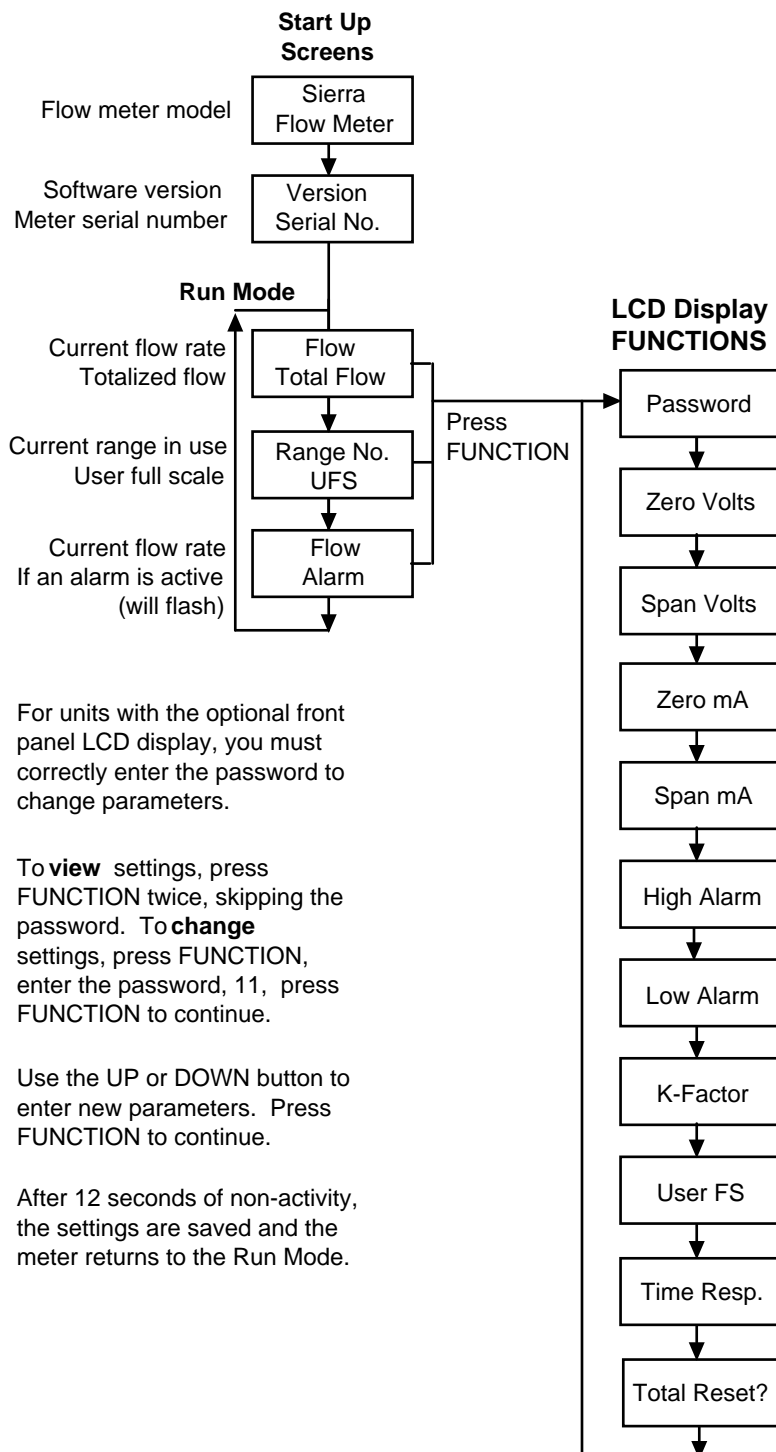 Start Up
Screens
Flow meter model
Sierra
Flow Meter
Software version
Meter serial number
Version
Serial No.
Run Mode
Current flow rate
Totalized flow
Flow
Total Flow
Current range in use
User full scale
Range No.
UFS
Current flow rate
If an alarm is active
(will flash)
Flow
Alarm
Press
FUNCTION
LCD Display
FUNCTIONS
Password
Zero Volts
Span Volts
Zero mA
Span mA
High Alarm
Low Alarm
K-Factor
User FS
Time Resp.
Total Reset?
For units with the optional front
panel LCD display, you must
correctly enter the password to
change parameters.
To view settings, press
FUNCTION twice, skipping the
password. To change
settings, press FUNCTION,
enter the password, 11, press
FUNCTION to continue.
Use the UP or DOWN button to
enter new parameters. Press
FUNCTION to continue.
After 12 seconds of non-activity,
the settings are saved and the
meter returns to the Run Mode.